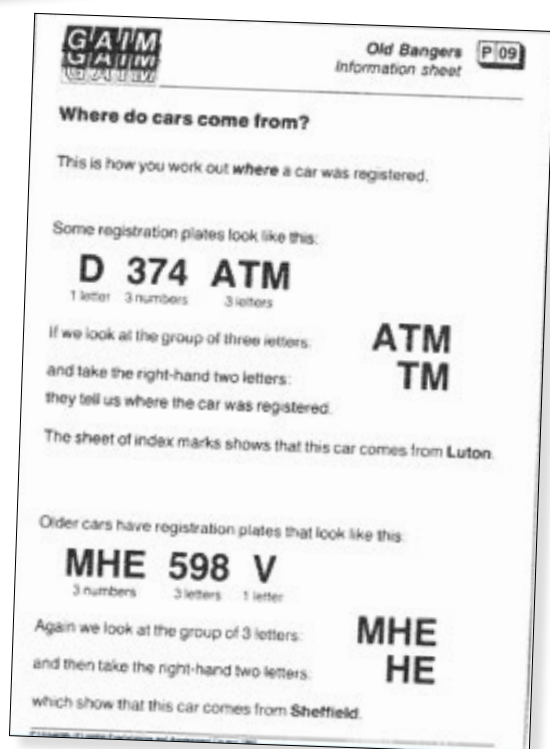 GAIM
GAIM
GAIM
Old Bangers
Information sheet
P 09
Where do cars come from?
This is how you work out where a car was registered.
Some registration plates look like this:
D 374 ATM
1 letter 3 numbers 3 letters
If we look at the group of three letters: ATM
and take the right-hand two letters: TM
they tell us where the car was registered.
The sheet of index marks shows that this car comes from Luton.
Older cars have registration plates that look like this:
MHE 598 V
3 numbers 3 letters 1 letter
Again we look at the group of 3 letters: MHE
and then take the right-hand two letters: HE
which show that this car comes from Sheffield.